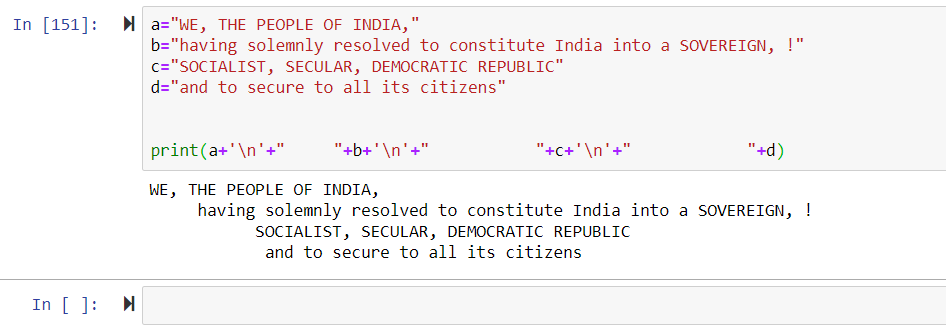 In [151]:
a="WE, THE PEOPLE OF INDIA,"
b="having solemnly resolved to constitute India into a SOVEREIGN, !"
c="SOCIALIST, SECULAR, DEMOCRATIC REPUBLIC"
d="and to secure to all its citizens"
print(a+'\n'+"     "+b+'\n'+"           "+c+'\n'+"            "+d)
WE, THE PEOPLE OF INDIA,
     having solemnly resolved to constitute India into a SOVEREIGN, !
           SOCIALIST, SECULAR, DEMOCRATIC REPUBLIC
            and to secure to all its citizens
In [ ]: